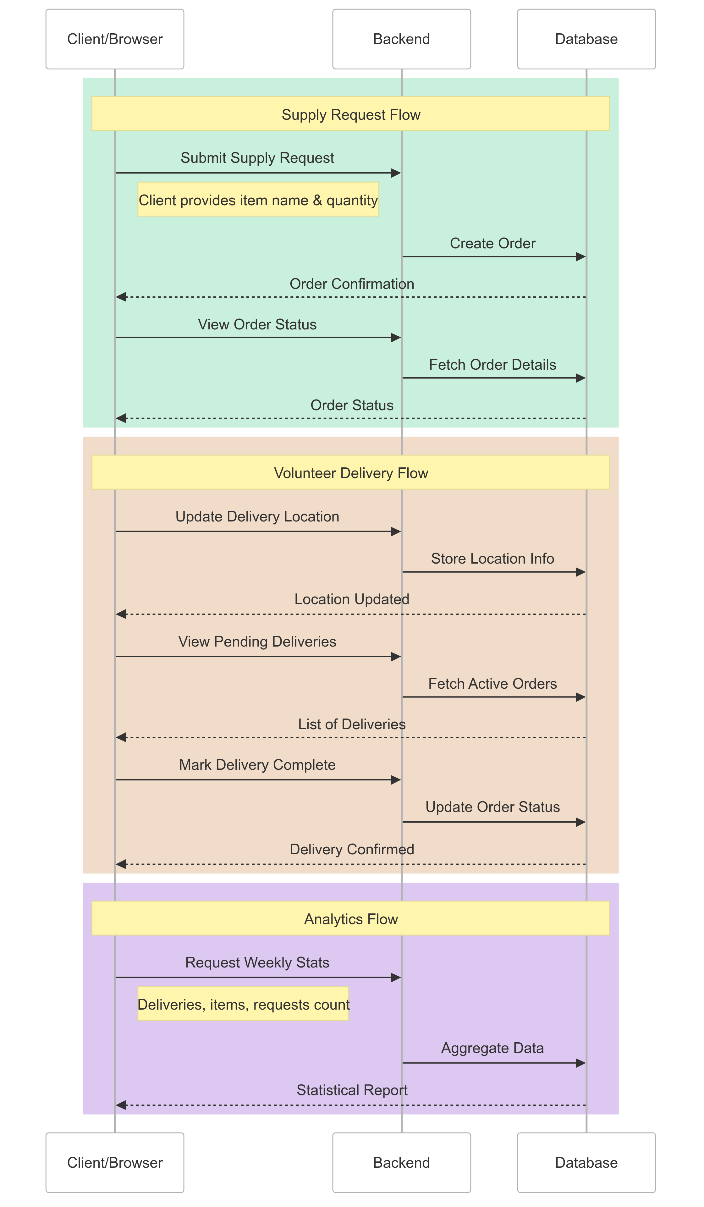 Client/Browser
Backend
Database
Supply Request Flow
Submit Supply Request
Client provides item name & quantity
Create Order
Order Confirmation
View Order Status
Fetch Order Details
Order Status
Volunteer Delivery Flow
Update Delivery Location
Store Location Info
Location Updated
View Pending Deliveries
Fetch Active Orders
List of Deliveries
Mark Delivery Complete
Update Order Status
Delivery Confirmed
Analytics Flow
Request Weekly Stats
Deliveries, items, requests count
Aggregate Data
Statistical Report
Client/Browser
Backend
Database